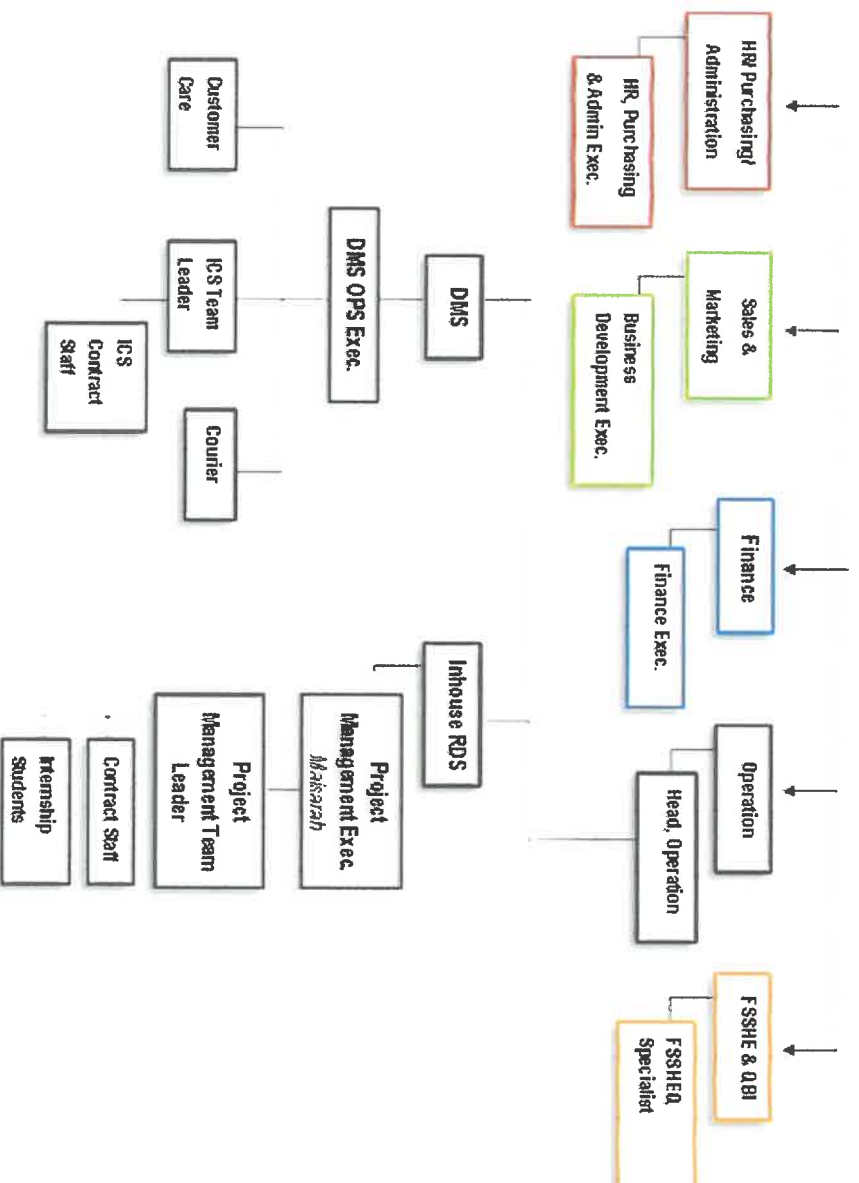 HR/ Purchasing/
Administration
HR, Purchasing
& Admin Exec.
Sales &
Marketing
Business
Development Exec.
Finance
Finance Exec.
Operation
Head, Operation
FSSHE & QBI
FSSHEQ
Specialist
DMS
DMS OPS Exec.
Customer
Care
ICS Team
Leader
ICS
Contract
Staff
Courier
Inhouse RDS
Project
Management Exec.
Maisarah
Project
Management Team
Leader
Contract Staff
Internship
Students